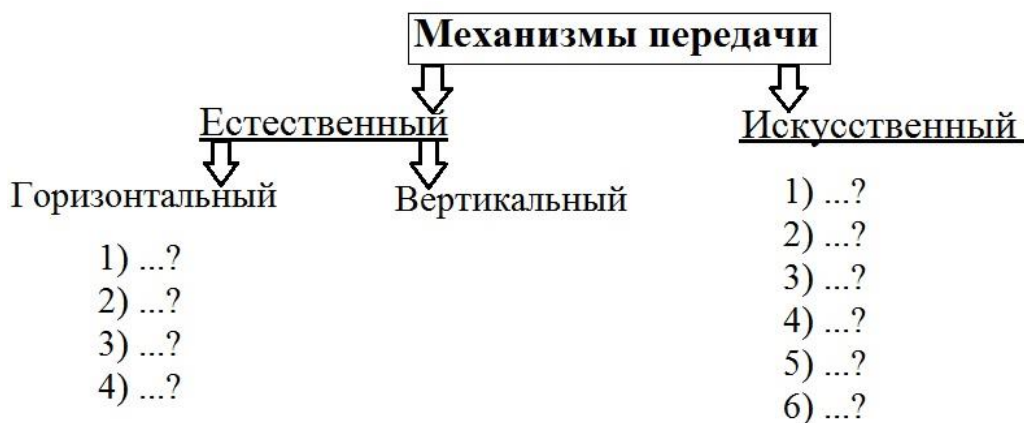 Механизмы передачи
Естественный
Искусственный
Горизонтальный
Вертикальный
1) ...?
2) ...?
3) ...?
4) ...?
1) ...?
2) ...?
3) ...?
4) ...?
5) ...?
6) ...?